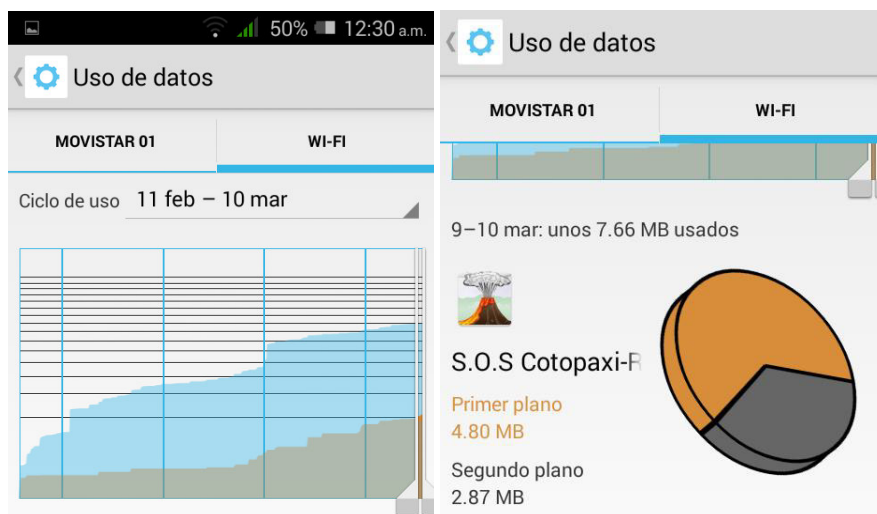 50% 12:30 a.m.
Uso de datos
MOVISTAR 01 WI-FI
Ciclo de uso 11 feb – 10 mar
Uso de datos
MOVISTAR 01 WI-FI
9–10 mar: unos 7.66 MB usados
S.O.S Cotopaxi-R
Primer plano
4.80 MB
Segundo plano
2.87 MB